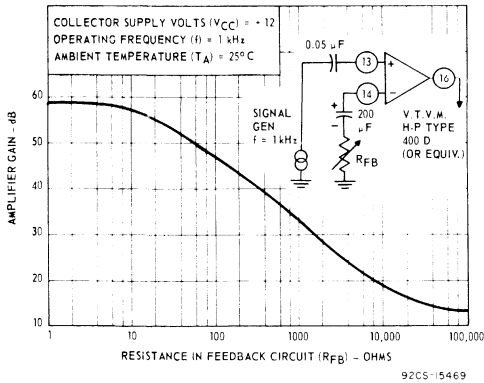 COLLECTOR SUPPLY VOLTS (VCC) = +12
OPERATING FREQUENCY (f) = 1 kHz
AMBIENT TEMPERATURE (TA) = 25° C
0.05 µF
13
+
14
−
16
+
−
200
µF
RFB
SIGNAL
GEN
f = 1kHz
V.T.V.M.
H-P TYPE
400 D
(OR EQUIV.)
AMPLIFIER GAIN – dB
60
50
40
30
20
10
1
10
100
1000
10,000
100,000
RESISTANCE IN FEEDBACK CIRCUIT (RFB) – OHMS
92CS-15469